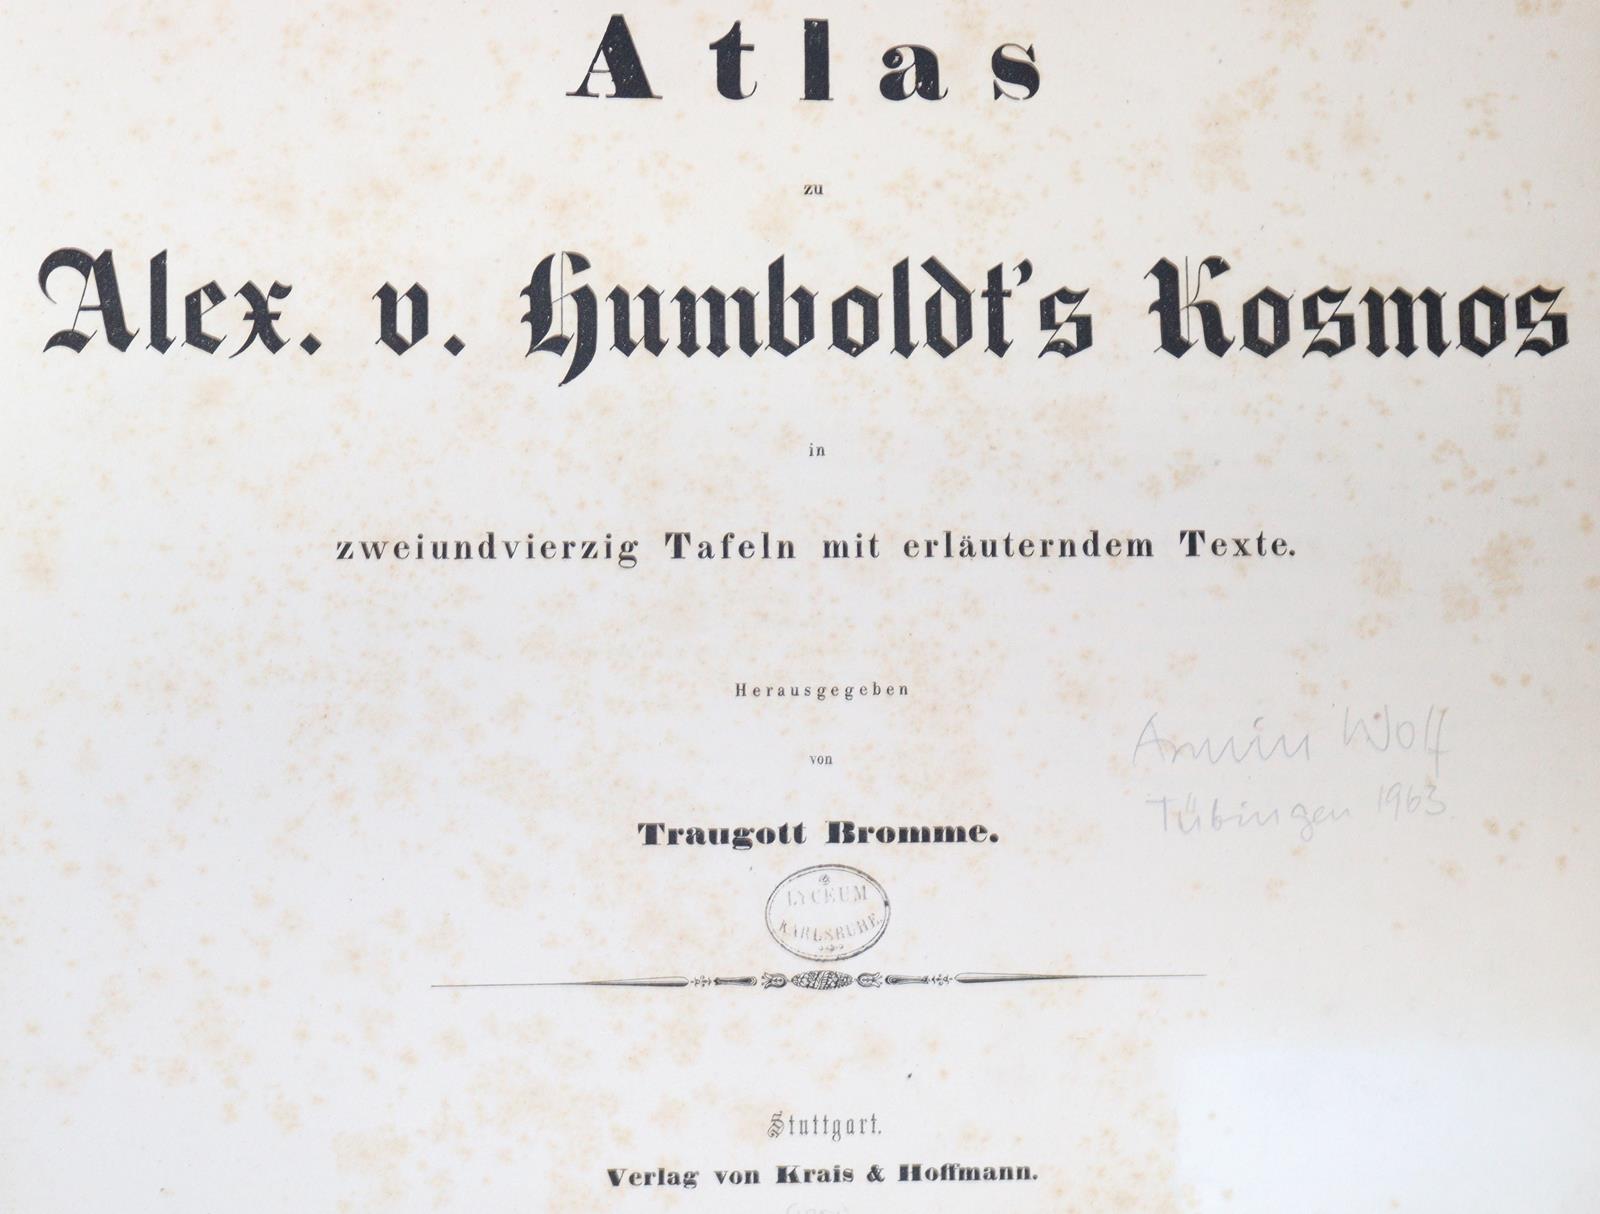 Atlas
zu
Alex. v. Humboldt's Kosmos
in
zweiundvierzig Tafeln mit erläuterndem Texte.
Herausgegeben
von
Traugott Bromme.
Armin Wolf
Tübingen 1963.
LYCEUM
KARLSRUHE.
Stuttgart.
Verlag von Krais & Hoffmann.